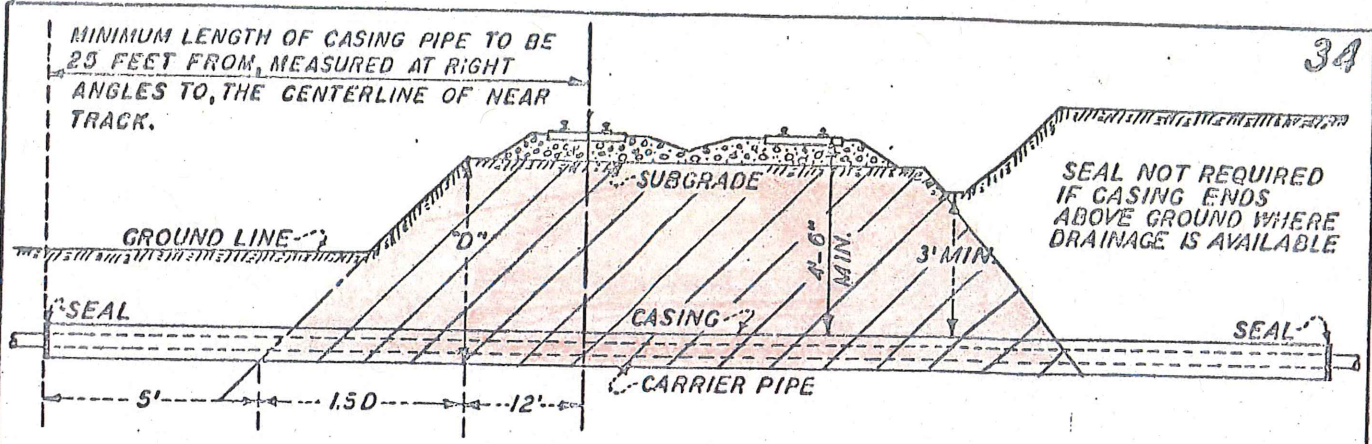 MINIMUM LENGTH OF CASING PIPE TO BE
25 FEET FROM, MEASURED AT RIGHT
ANGLES TO, THE CENTERLINE OF NEAR
TRACK.
34
SUBGRADE
SEAL NOT REQUIRED
IF CASING ENDS
ABOVE GROUND WHERE
DRAINAGE IS AVAILABLE
GROUND LINE
"D"
4'-6"
MIN.
3' MIN.
SEAL
CASING
SEAL
CARRIER PIPE
5'
1.5D
12'